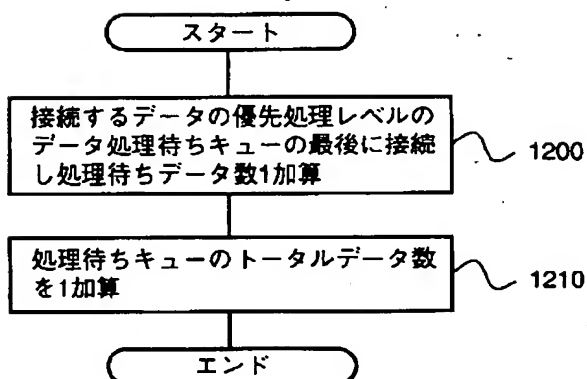 スタート
接続するデータの優先処理レベルの
データ処理待ちキューの最後に接続
し処理待ちデータ数1加算
1200
処理待ちキューのトータルデータ数
を1加算
1210
エンド